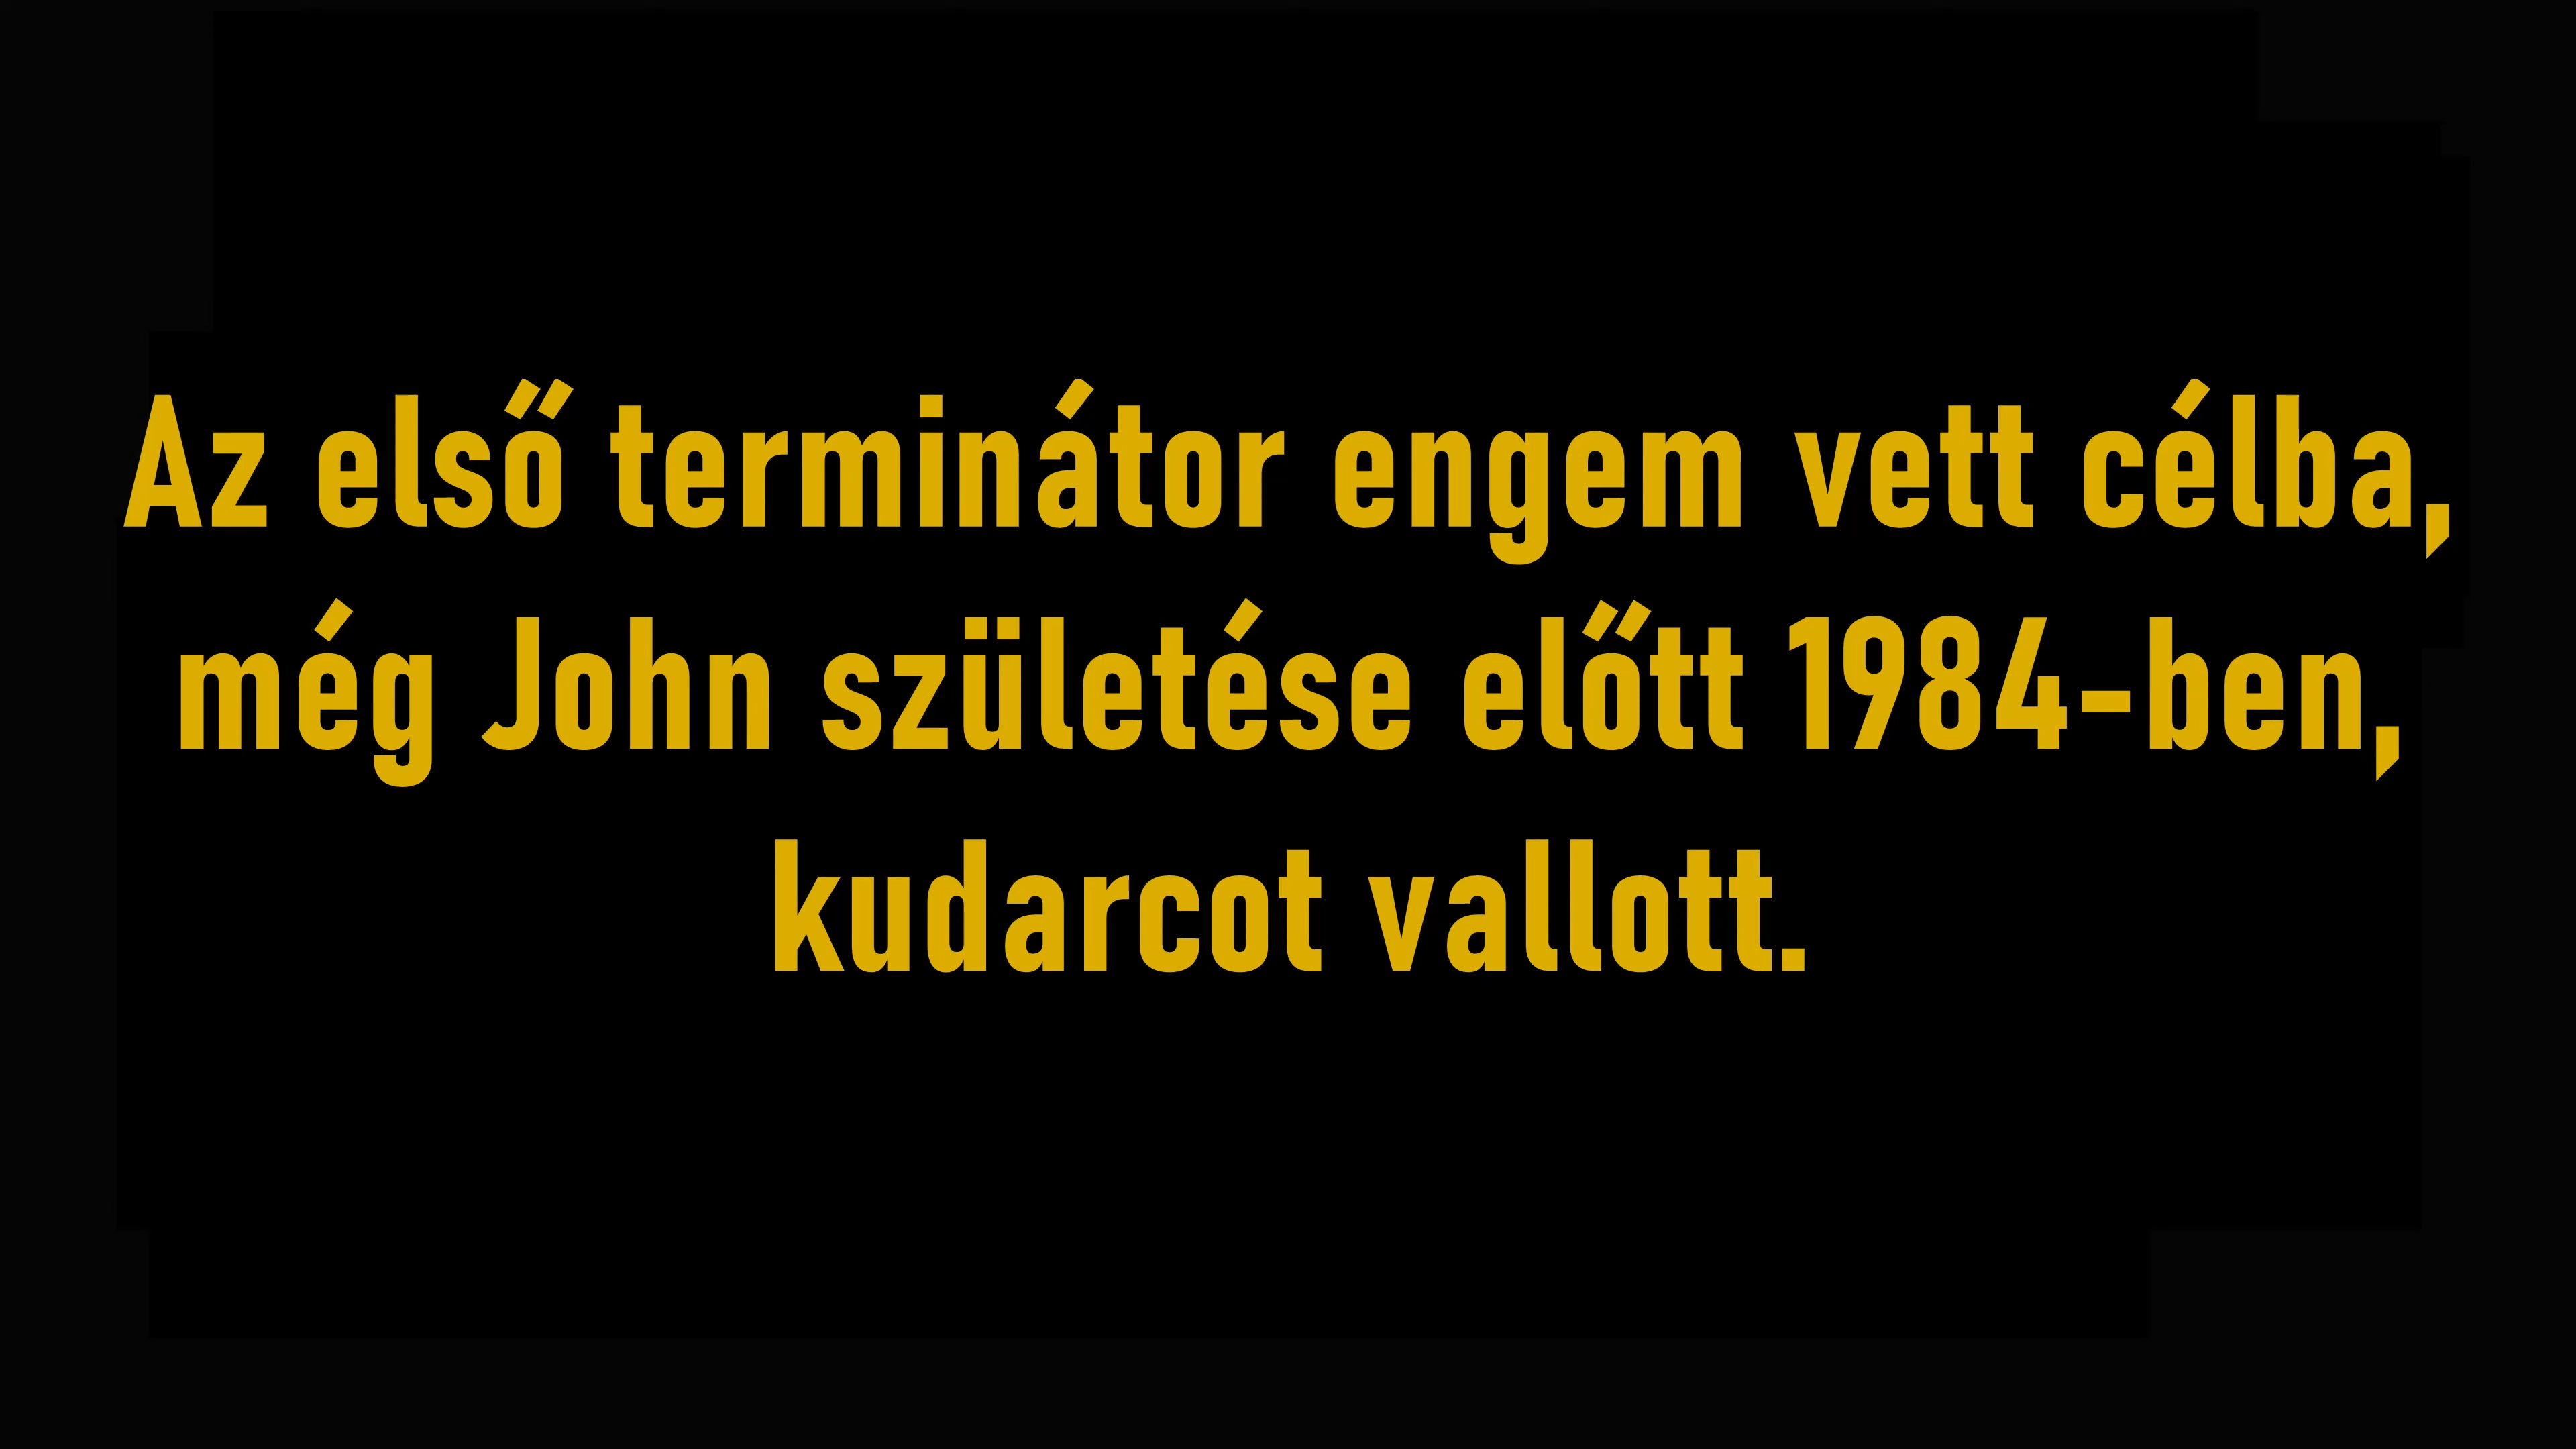 Az első terminátor engem vett célba,
még John születése előtt 1984-ben,
kudarcot vallott.